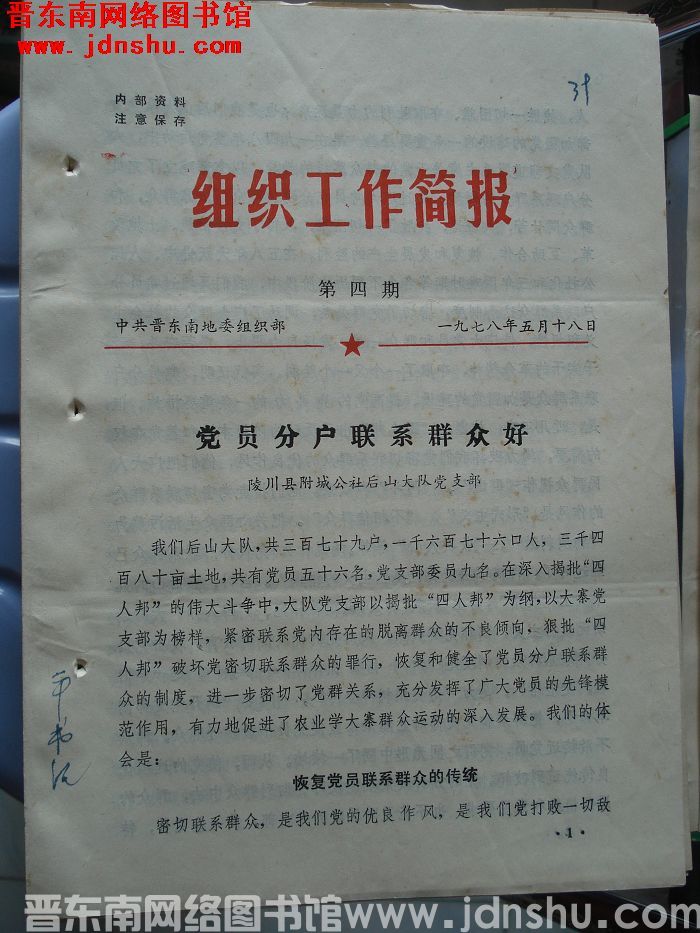 晋东南网络图书馆
www.jdnshu.com
内部资料
注意保存
组织工作简报
第四期
中共晋东南地委组织部 一九七八年五月十八日
党员分户联系群众好
陵川县附城公社后山大队党支部
我们后山大队，共三百七十九户，一千六百七十六口人，三千四
百八十亩土地，共有党员五十六名，党支部委员九名。在深入揭批“四
人邦”的伟大斗争中，大队党支部以揭批“四人邦”为纲，以大寨党
支部为榜样，紧密联系党内存在的脱离群众的不良倾向，狠批“四
人邦”破坏党密切联系群众的罪行，恢复和健全了党员分户联系群
众的制度，进一步密切了党群关系，充分发挥了广大党员的先锋模
范作用，有力地促进了农业学大寨群众运动的深入发展。我们的体
会是：
恢复党员联系群众的传统
密切联系群众，是我们党的优良作风，是我们党打败一切敌
·1·
晋东南网络图书馆 www.jdnshu.com